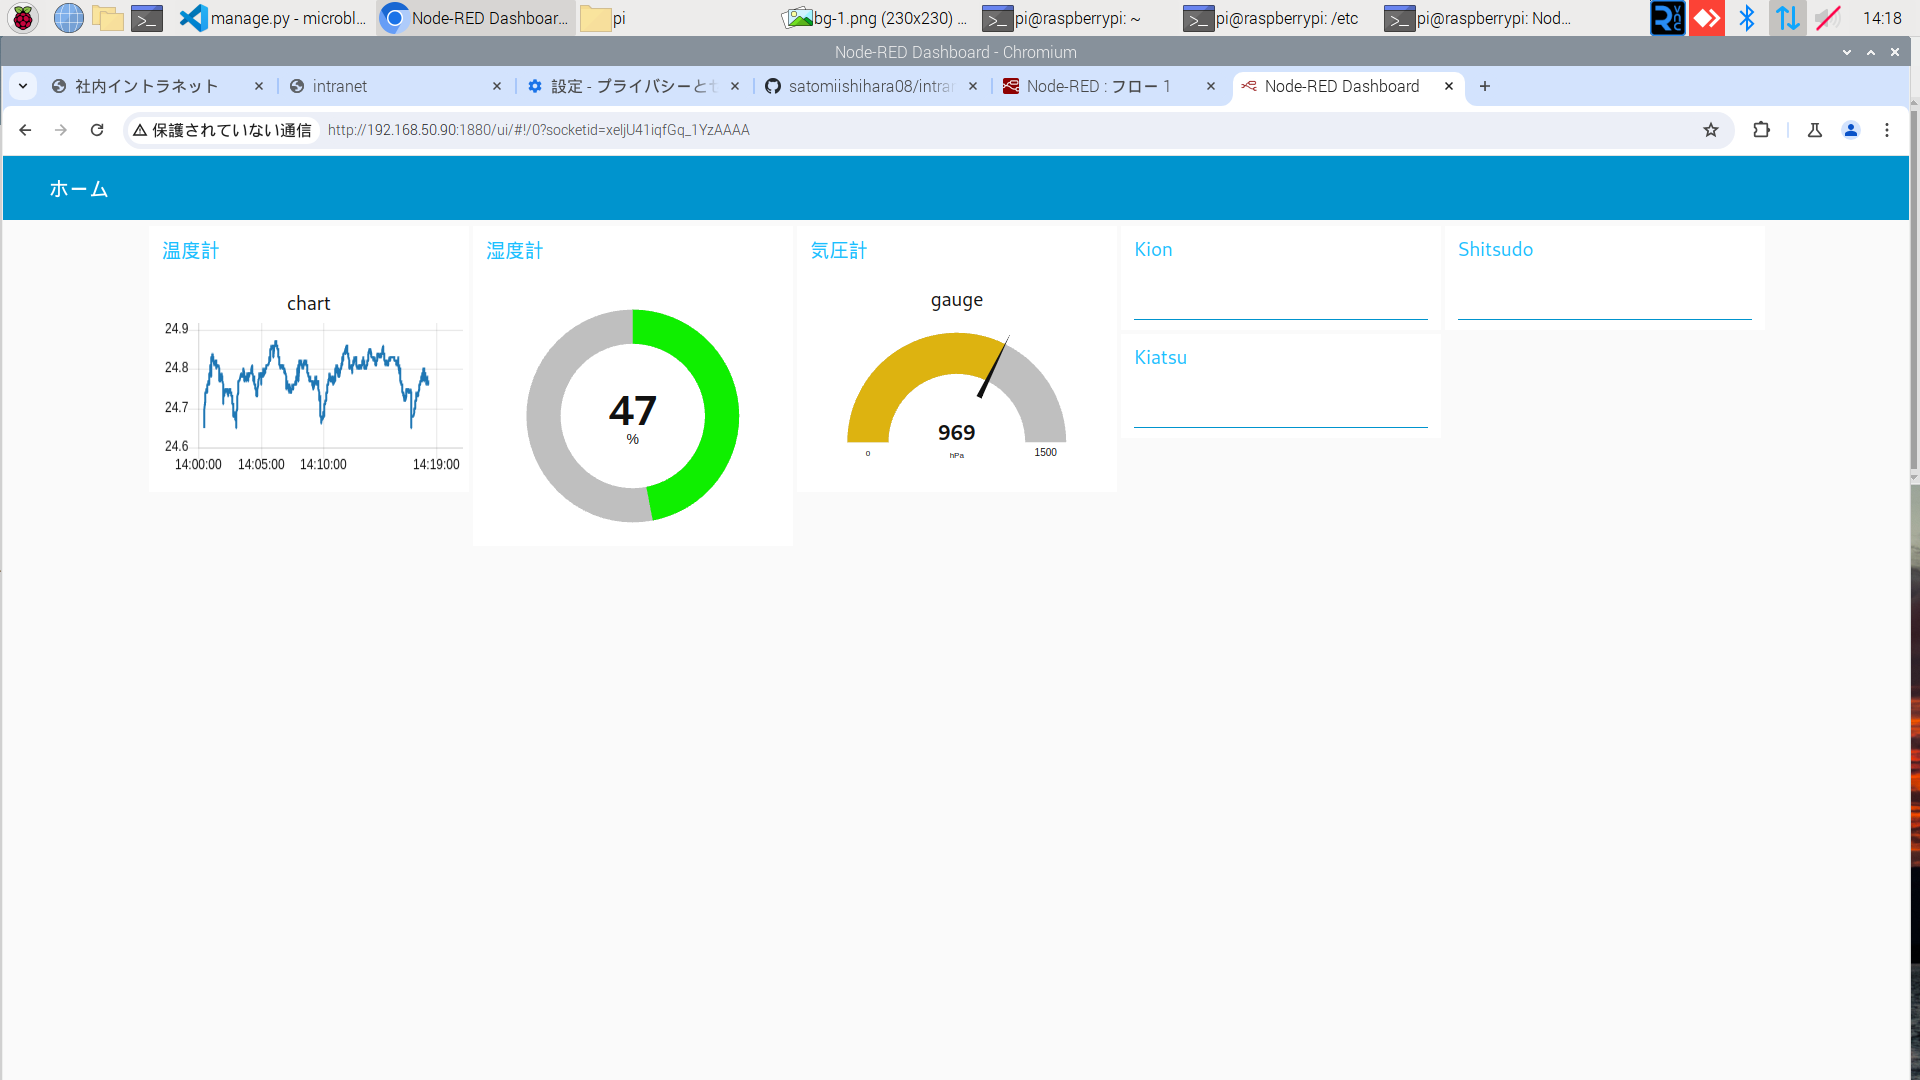 manage.py - microbl...
Node-RED Dashboar...
pi
bg-1.png (230x230) ...
pi@raspberrypi: ~
pi@raspberrypi: /etc
pi@raspberrypi: Nod...
14:18
Node-RED Dashboard - Chromium
社内イントラネット
intranet
設定 - プライバシーとセ
satomiishihara08/intran
Node-RED : フロー 1
Node-RED Dashboard
保護されていない通信
http://192.168.50.90:1880/ui/#!/0?socketid=xeljU41iqfGq_1YzAAAA
ホーム
温度計
湿度計
気圧計
Kion
Shitsudo
chart
24.9
24.8
24.7
24.6
14:00:00
14:05:00
14:10:00
14:19:00
47
%
gauge
969
0
hPa
1500
Kiatsu